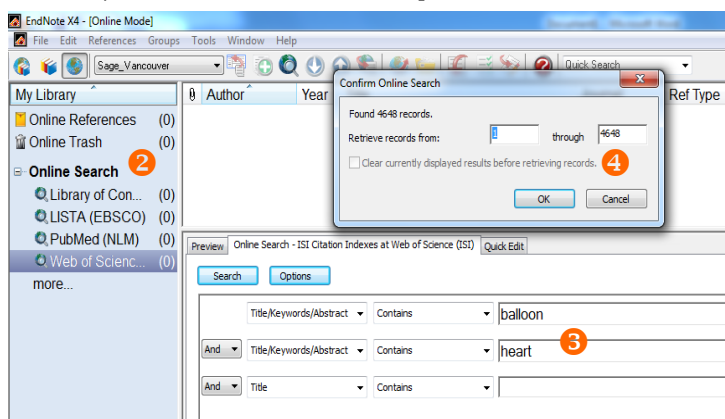 EndNote X4 - [Online Mode]
File Edit References Groups Tools Window Help
Sage_Vancouver
Quick Search
My Library
Author Year Ref Type
Online References (0)
Online Trash (0)
Online Search 2
Library of Con... (0)
LISTA (EBSCO) (0)
PubMed (NLM) (0)
Web of Scienc... (0)
more...
Confirm Online Search
Found 4648 records.
Retrieve records from: 1 through 4648
Clear currently displayed results before retrieving records. 4
OK Cancel
Preview Online Search - ISI Citation Indexes at Web of Science (ISI) Quick Edit
Search Options
Title/Keywords/Abstract Contains balloon
And Title/Keywords/Abstract Contains heart 3
And Title Contains